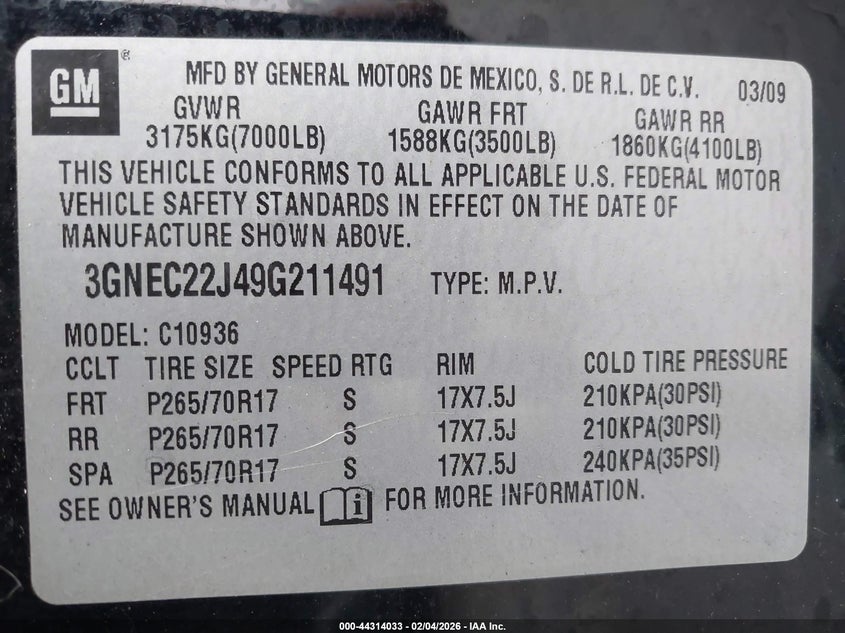 GM
®
MFD BY GENERAL MOTORS DE MEXICO, S. DE R.L. DE C.V. 03/09
GVWR GAWR FRT GAWR RR
3175KG(7000LB) 1588KG(3500LB) 1860KG(4100LB)
THIS VEHICLE CONFORMS TO ALL APPLICABLE U.S. FEDERAL MOTOR
VEHICLE SAFETY STANDARDS IN EFFECT ON THE DATE OF
MANUFACTURE SHOWN ABOVE.
3GNEC22J49G211491 TYPE: M.P.V.
MODEL: C10936
CCLT TIRE SIZE SPEED RTG RIM COLD TIRE PRESSURE
FRT P265/70R17 S 17X7.5J 210KPA(30PSI)
RR P265/70R17 S 17X7.5J 210KPA(30PSI)
SPA P265/70R17 S 17X7.5J 240KPA(35PSI)
SEE OWNER'S MANUAL i FOR MORE INFORMATION.
000-44314033 - 02/04/2026 - IAA Inc.